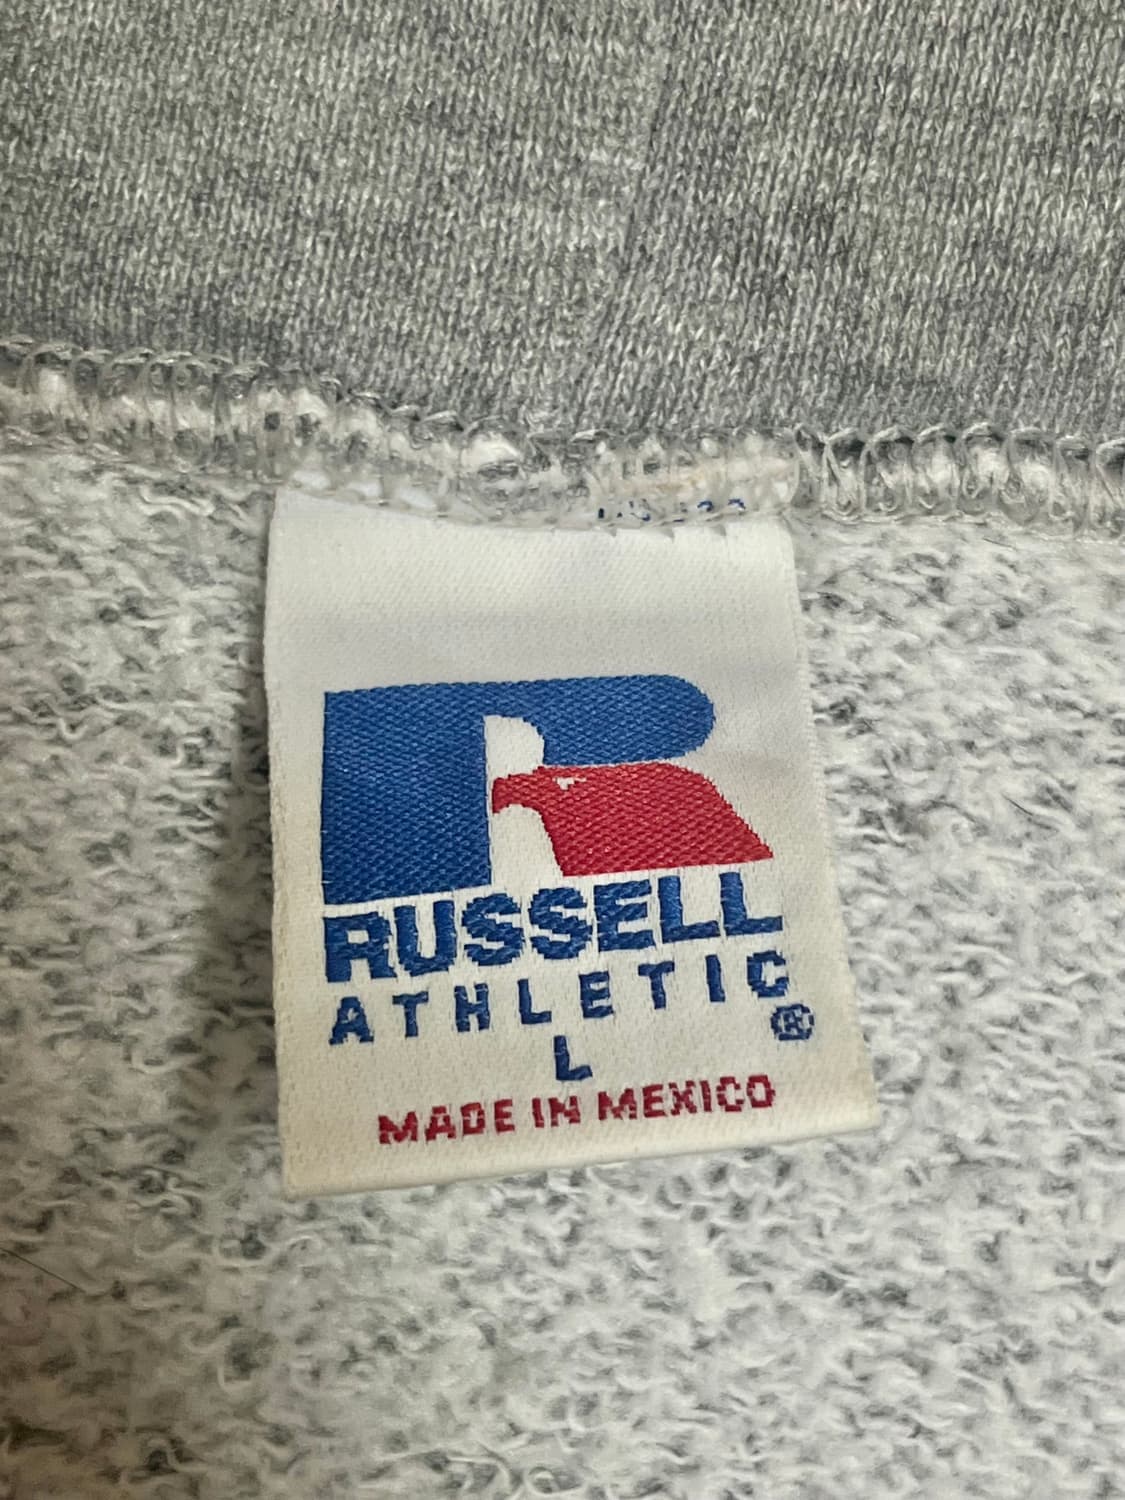 RUSSELL
ATHLETIC
®
L
MADE IN MEXICO